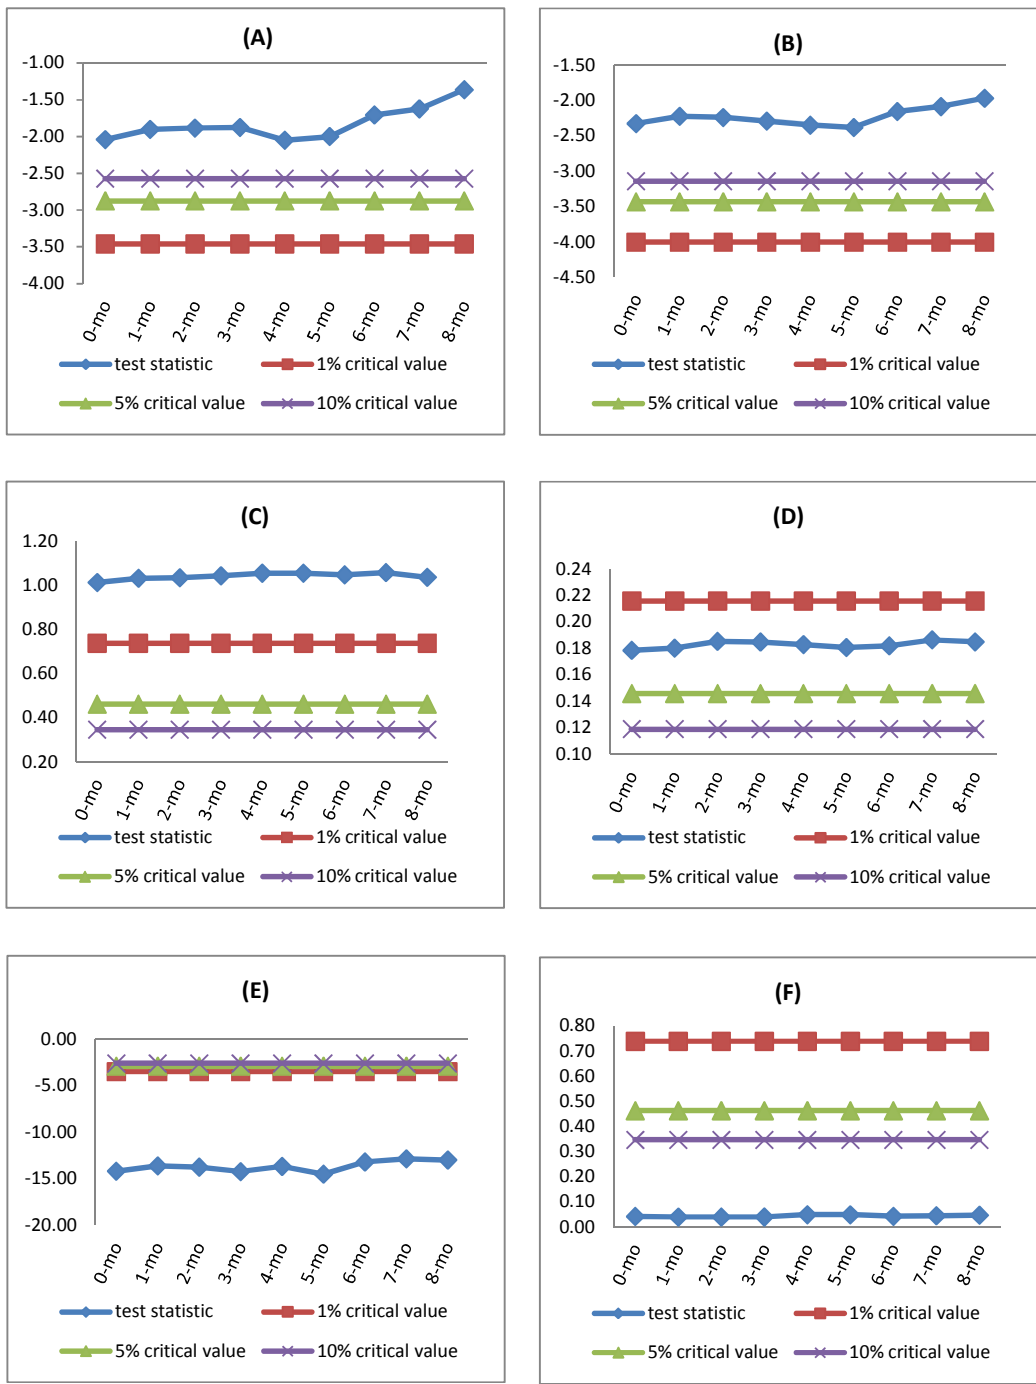 (A)
-1.00
-1.50
-2.00
-2.50
-3.00
-3.50
-4.00
0-mo 1-mo 2-mo 3-mo 4-mo 5-mo 6-mo 7-mo 8-mo
test statistic 1% critical value
5% critical value 10% critical value
(B)
-1.50
-2.00
-2.50
-3.00
-3.50
-4.00
-4.50
0-mo 1-mo 2-mo 3-mo 4-mo 5-mo 6-mo 7-mo 8-mo
test statistic 1% critical value
5% critical value 10% critical value
(C)
1.20
1.00
0.80
0.60
0.40
0.20
0-mo 1-mo 2-mo 3-mo 4-mo 5-mo 6-mo 7-mo 8-mo
test statistic 1% critical value
5% critical value 10% critical value
(D)
0.24
0.22
0.20
0.18
0.16
0.14
0.12
0.10
0-mo 1-mo 2-mo 3-mo 4-mo 5-mo 6-mo 7-mo 8-mo
test statistic 1% critical value
5% critical value 10% critical value
(E)
0.00
-5.00
-10.00
-15.00
-20.00
0-mo 1-mo 2-mo 3-mo 4-mo 5-mo 6-mo 7-mo 8-mo
test statistic 1% critical value
5% critical value 10% critical value
(F)
0.80
0.70
0.60
0.50
0.40
0.30
0.20
0.10
0.00
0-mo 1-mo 2-mo 3-mo 4-mo 5-mo 6-mo 7-mo 8-mo
test statistic 1% critical value
5% critical value 10% critical value